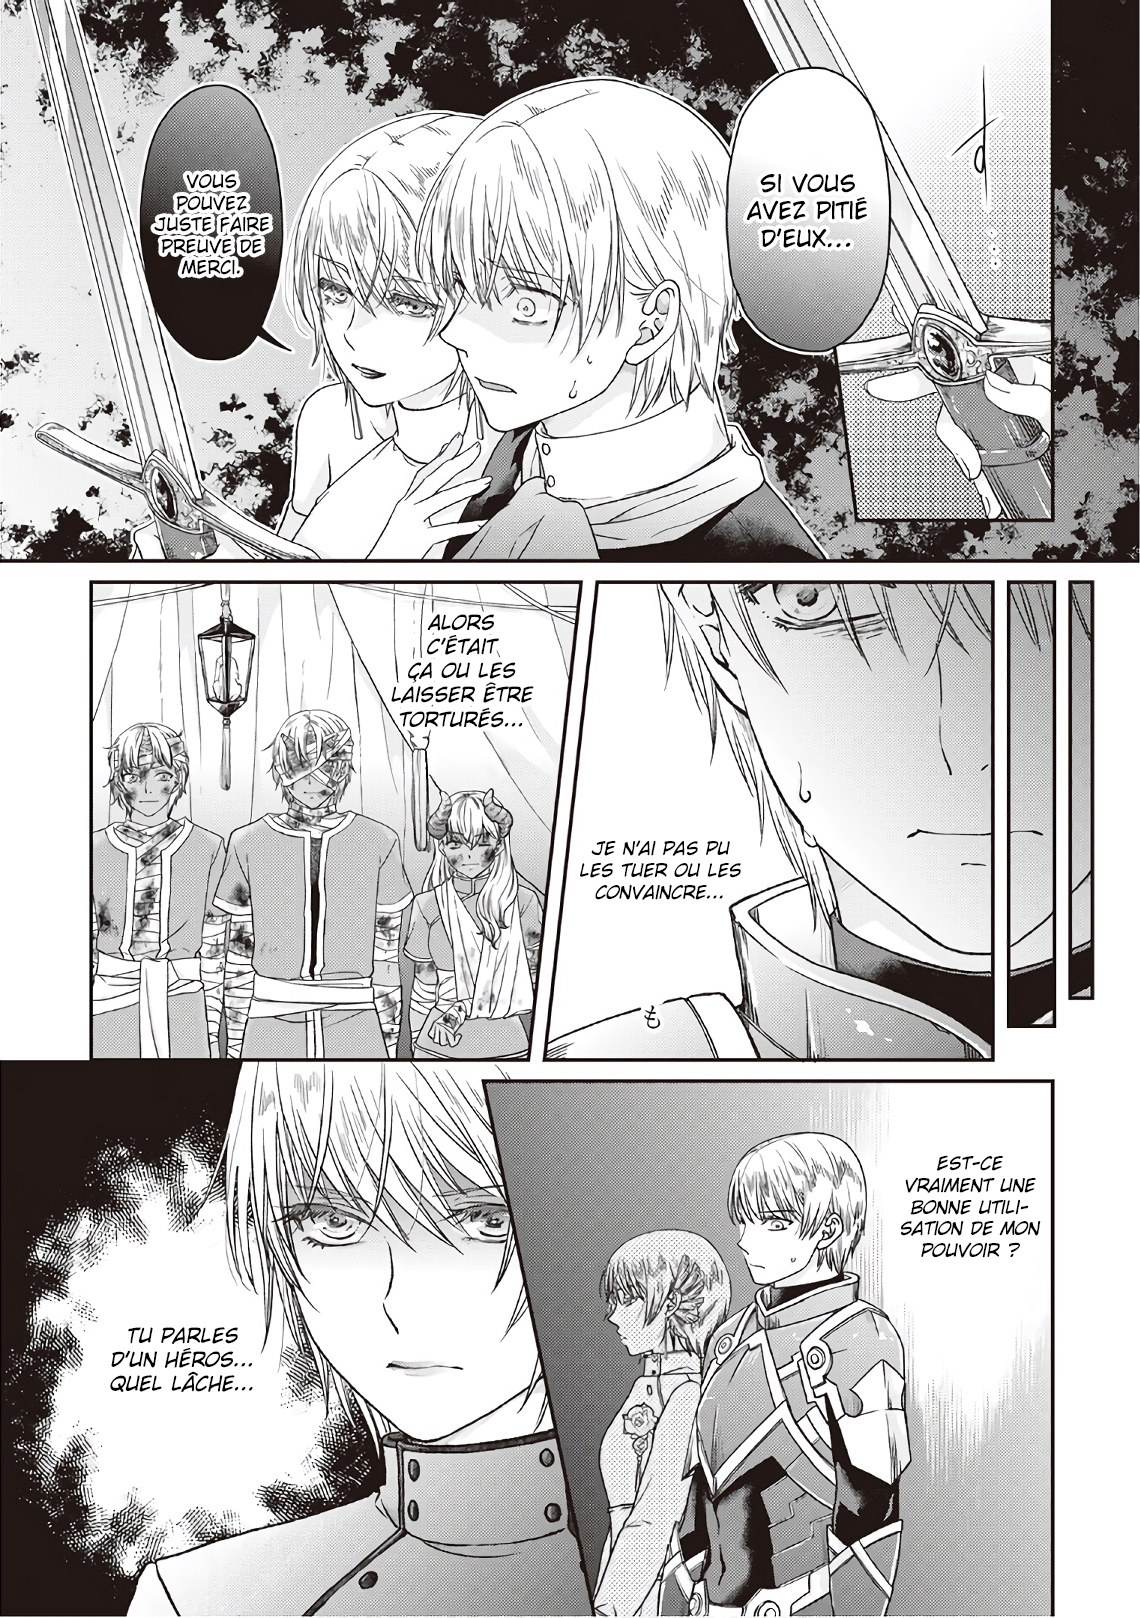 SI VOUS
AVEZ PITIÉ
D'EUX...
VOUS
POUVEZ
JUSTE FAIRE
PREUVE DE
MERCI.
JE N'AI PAS PU
LES TUER OU LES
CONVAINCRE...
も
ALORS
C'ÉTAIT
ÇA OU LES
LAISSER ÊTRE
TORTURÉS...
EST-CE
VRAIMENT UNE
BONNE UTILI-
SATION DE MON
POUVOIR ?
TU PARLES
D'UN HÉROS...
QUEL LÂCHE...